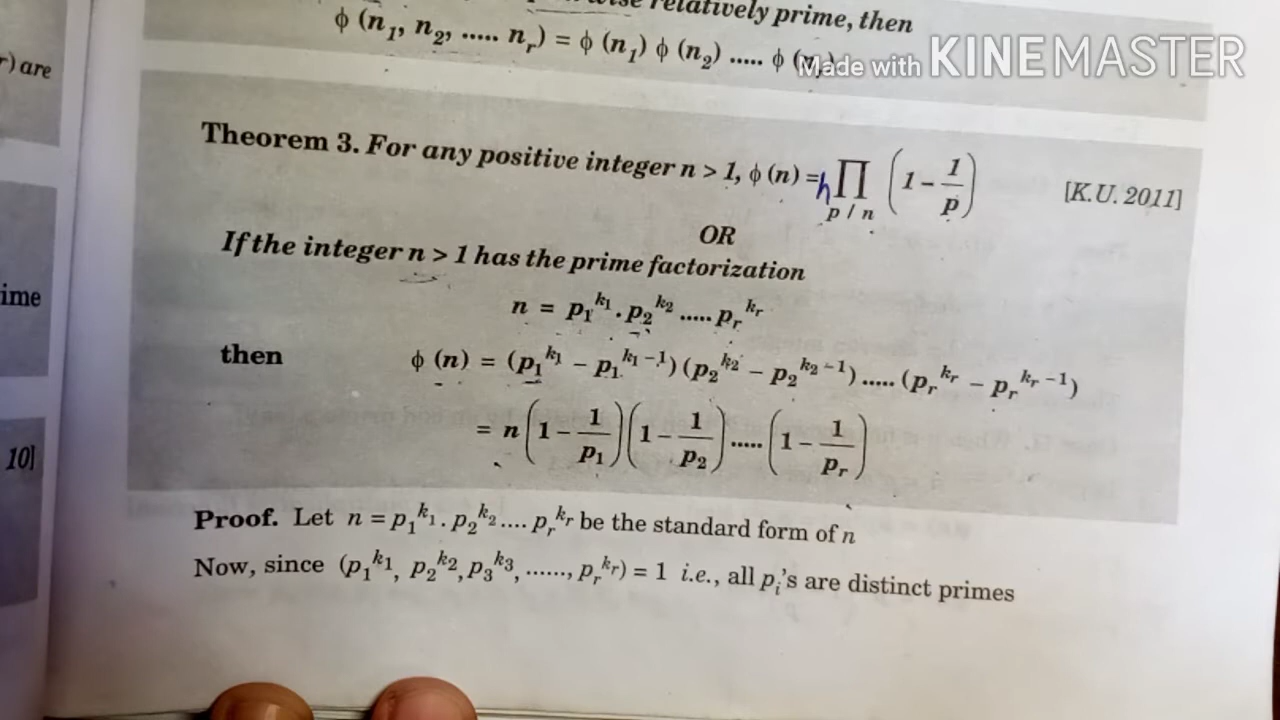 relatively prime, then
ϕ (n₁, n₂, ..... nᵣ) = ϕ (n₁) ϕ (n₂) ..... ϕ (nᵣ)
Made with KINEMASTER
r) are
Theorem 3. For any positive integer n > 1, ϕ (n) = n ∏ p / n (1 - 1/p) [K.U. 2011]
OR
If the integer n > 1 has the prime factorization
ime
n = p₁^k₁ . p₂^k₂ ..... pᵣ^kᵣ
then ϕ (n) = (p₁^k₁ - p₁^k₁ - 1) (p₂^k₂ - p₂^k₂ - 1) ..... (pᵣ^kᵣ - pᵣ^kᵣ - 1)
= n (1 - 1/p₁) (1 - 1/p₂) ..... (1 - 1/pᵣ)
10]
Proof. Let n = p₁^k₁ . p₂^k₂ .... pᵣ^kᵣ be the standard form of n
Now, since (p₁^k₁, p₂^k₂, p₃^k₃, ......, pᵣ^kᵣ) = 1 i.e., all pᵢ's are distinct primes